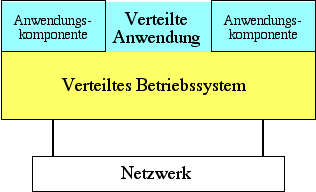 Anwendungs-
komponente
Verteilte
Anwendung
Anwendungs-
komponente
Verteiltes Betriebssystem
Netzwerk